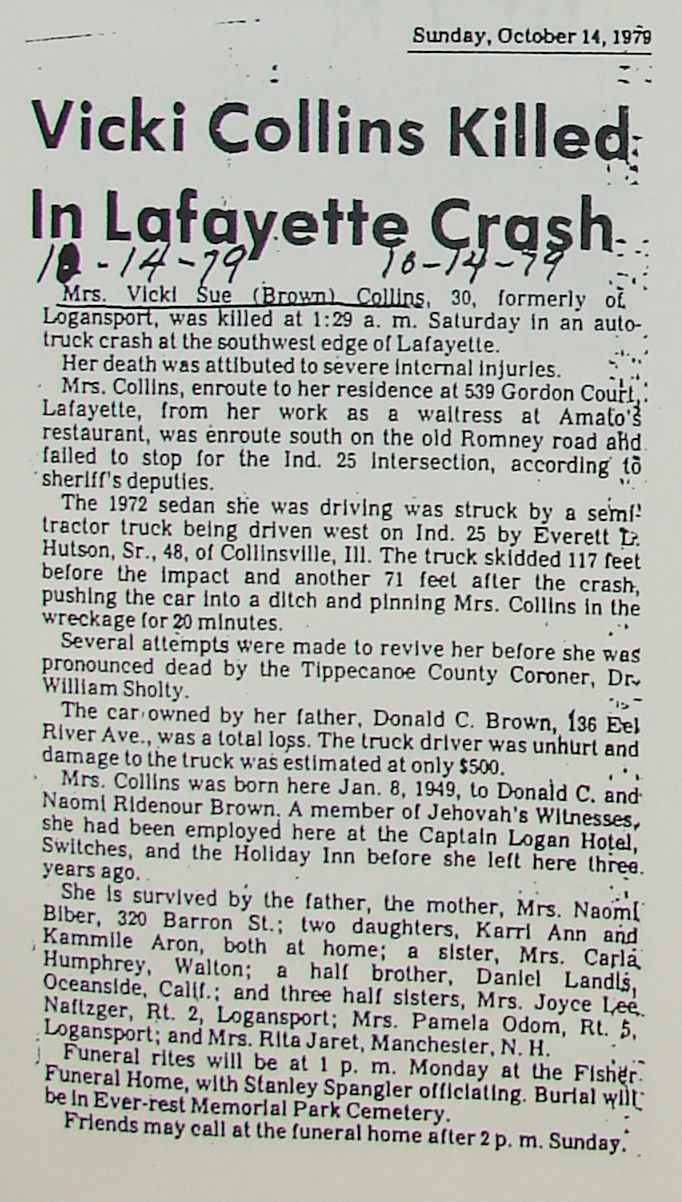 Sunday, October 14, 1979
Vicki Collins Killed
In Lafayette Crash
10-14-79 10-14-79
Mrs. Vicki Sue (Brown) Collins, 30, formerly of
Logansport, was killed at 1:29 a. m. Saturday in an auto-
truck crash at the southwest edge of Lafayette.
Her death was attibuted to severe internal injuries.
Mrs. Collins, enroute to her residence at 539 Gordon Court,
Lafayette, from her work as a waitress at Amato's
restaurant, was enroute south on the old Romney road and
failed to stop for the Ind. 25 intersection, according to
sheriff's deputies.
The 1972 sedan she was driving was struck by a semi-
tractor truck being driven west on Ind. 25 by Everett
Hutson, Sr., 48, of Collinsville, Ill. The truck skidded 117 feet
before the impact and another 71 feet after the crash,
pushing the car into a ditch and pinning Mrs. Collins in the
wreckage for 20 minutes.
Several attempts were made to revive her before she was
pronounced dead by the Tippecanoe County Coroner, Dr.
William Sholty.
The car owned by her father, Donald C. Brown, 136 Eel
River Ave., was a total loss. The truck driver was unhurt and
damage to the truck was estimated at only $500.
Mrs. Collins was born here Jan. 8, 1949, to Donald C. and
Naomi Ridenour Brown. A member of Jehovah's Witnesses,
she had been employed here at the Captain Logan Hotel,
Switches, and the Holiday Inn before she left here three
years ago.
She is survived by the father, the mother, Mrs. Naomi
Biber, 320 Barron St.; two daughters, Karri Ann and
Kammile Aron, both at home; a sister, Mrs. Carla
Humphrey, Walton; a half brother, Daniel Landis,
Oceanside, Calif.; and three half sisters, Mrs. Joyce Lee
Naftzger, Rt. 2, Logansport; Mrs. Pamela Odom, Rt. 5,
Logansport; and Mrs. Rita Jaret, Manchester, N. H.
Funeral rites will be at 1 p. m. Monday at the Fisher
Funeral Home, with Stanley Spangler officiating. Burial will
be in Ever-rest Memorial Park Cemetery.
Friends may call at the funeral home after 2 p. m. Sunday.